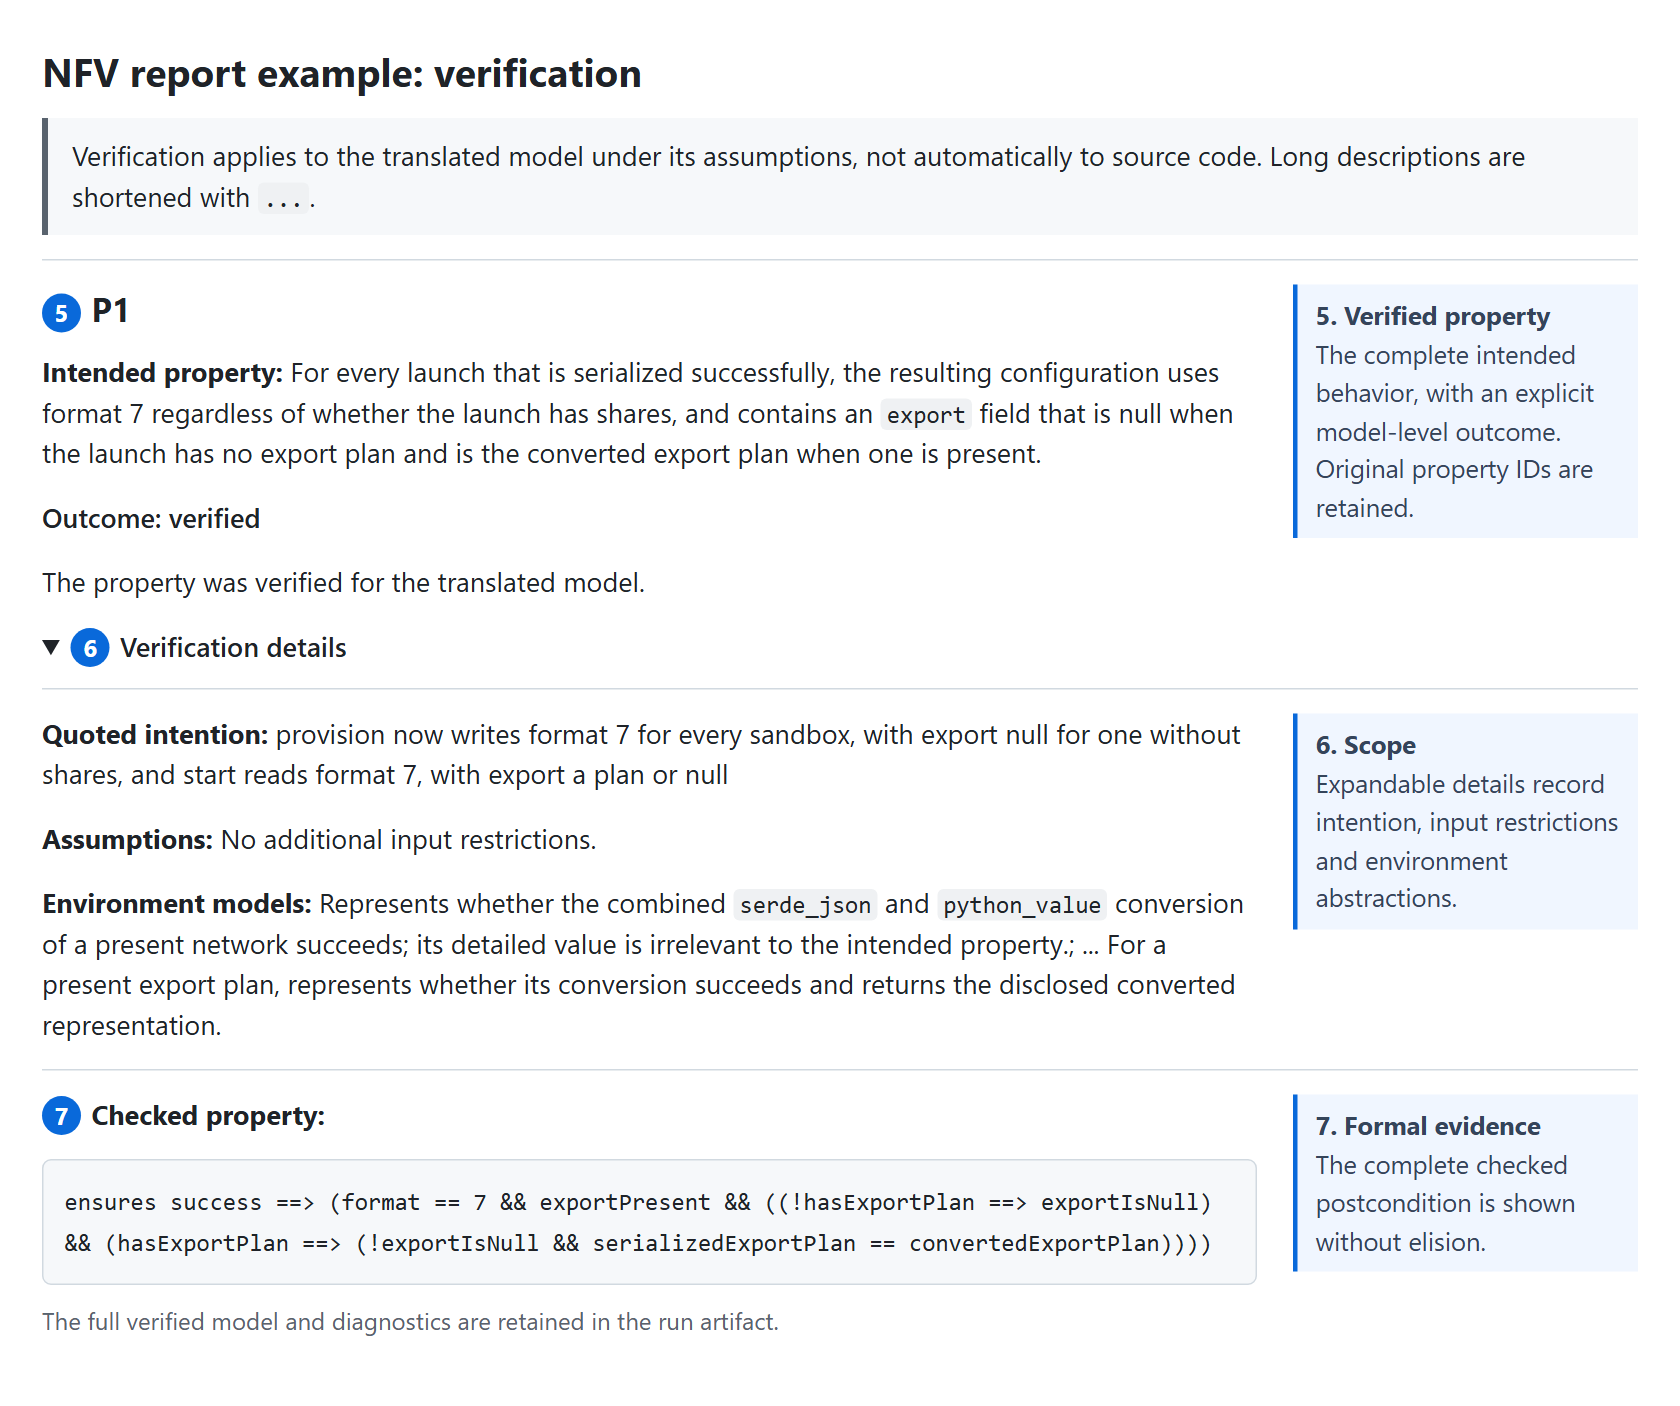 NFV report example: verification
Verification applies to the translated model under its assumptions, not automatically to source code. Long descriptions are
shortened with ... .
5 P1
Intended property: For every launch that is serialized successfully, the resulting configuration uses
format 7 regardless of whether the launch has shares, and contains an export field that is null when
the launch has no export plan and is the converted export plan when one is present.
Outcome: verified
The property was verified for the translated model.
5. Verified property
The complete intended
behavior, with an explicit
model-level outcome.
Original property IDs are
retained.
▼ 6 Verification details
Quoted intention: provision now writes format 7 for every sandbox, with export null for one without
shares, and start reads format 7, with export a plan or null
Assumptions: No additional input restrictions.
Environment models: Represents whether the combined serde_json and python_value conversion
of a present network succeeds; its detailed value is irrelevant to the intended property.; ... For a
present export plan, represents whether its conversion succeeds and returns the disclosed converted
representation.
6. Scope
Expandable details record
intention, input restrictions
and environment
abstractions.
7 Checked property:
ensures success ==> (format == 7 && exportPresent && ((!hasExportPlan ==> exportIsNull)
&& (hasExportPlan ==> (!exportIsNull && serializedExportPlan == convertedExportPlan))))
7. Formal evidence
The complete checked
postcondition is shown
without elision.
The full verified model and diagnostics are retained in the run artifact.